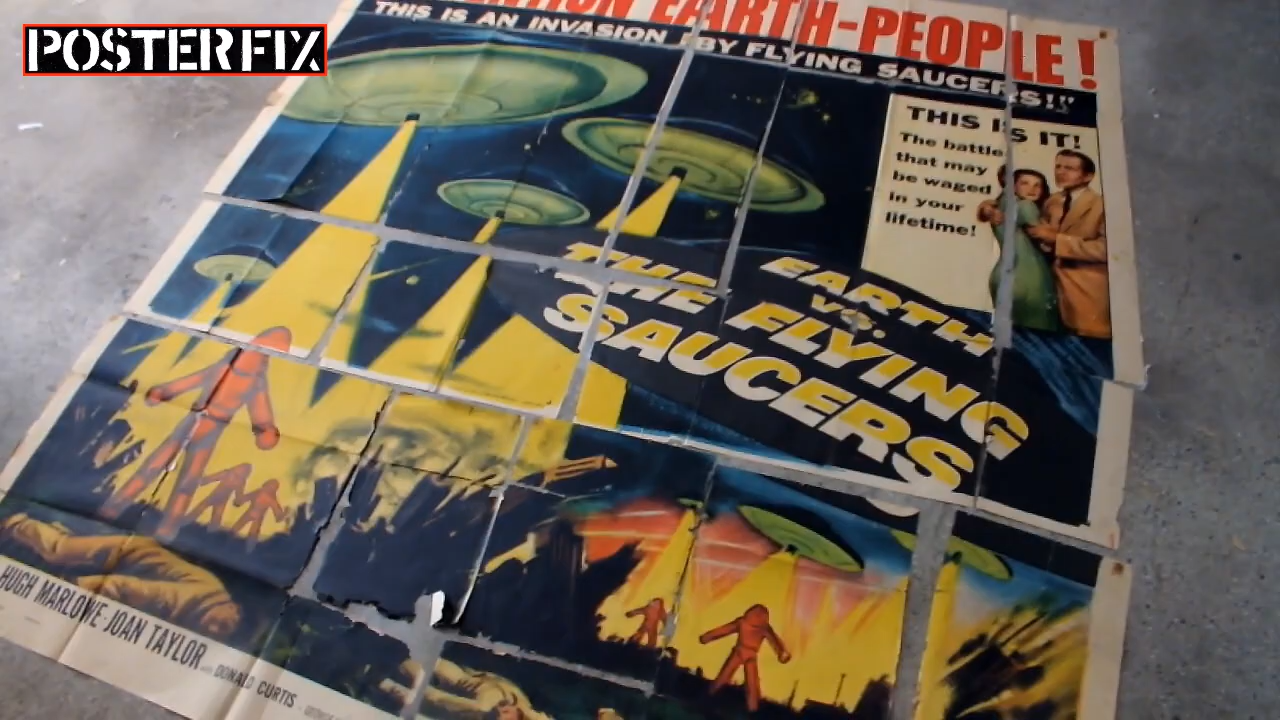 POSTERFIX
EARTH-PEOPLE!
THIS IS AN INVASION BY FLYING SAUCERS!!"
THIS IS IT!
The battle
that may
be waged
in your
lifetime!
EARTH
VS.
THE FLYING
SAUCERS
HUGH MARLOWE · JOAN TAYLOR with DONALD CURTIS